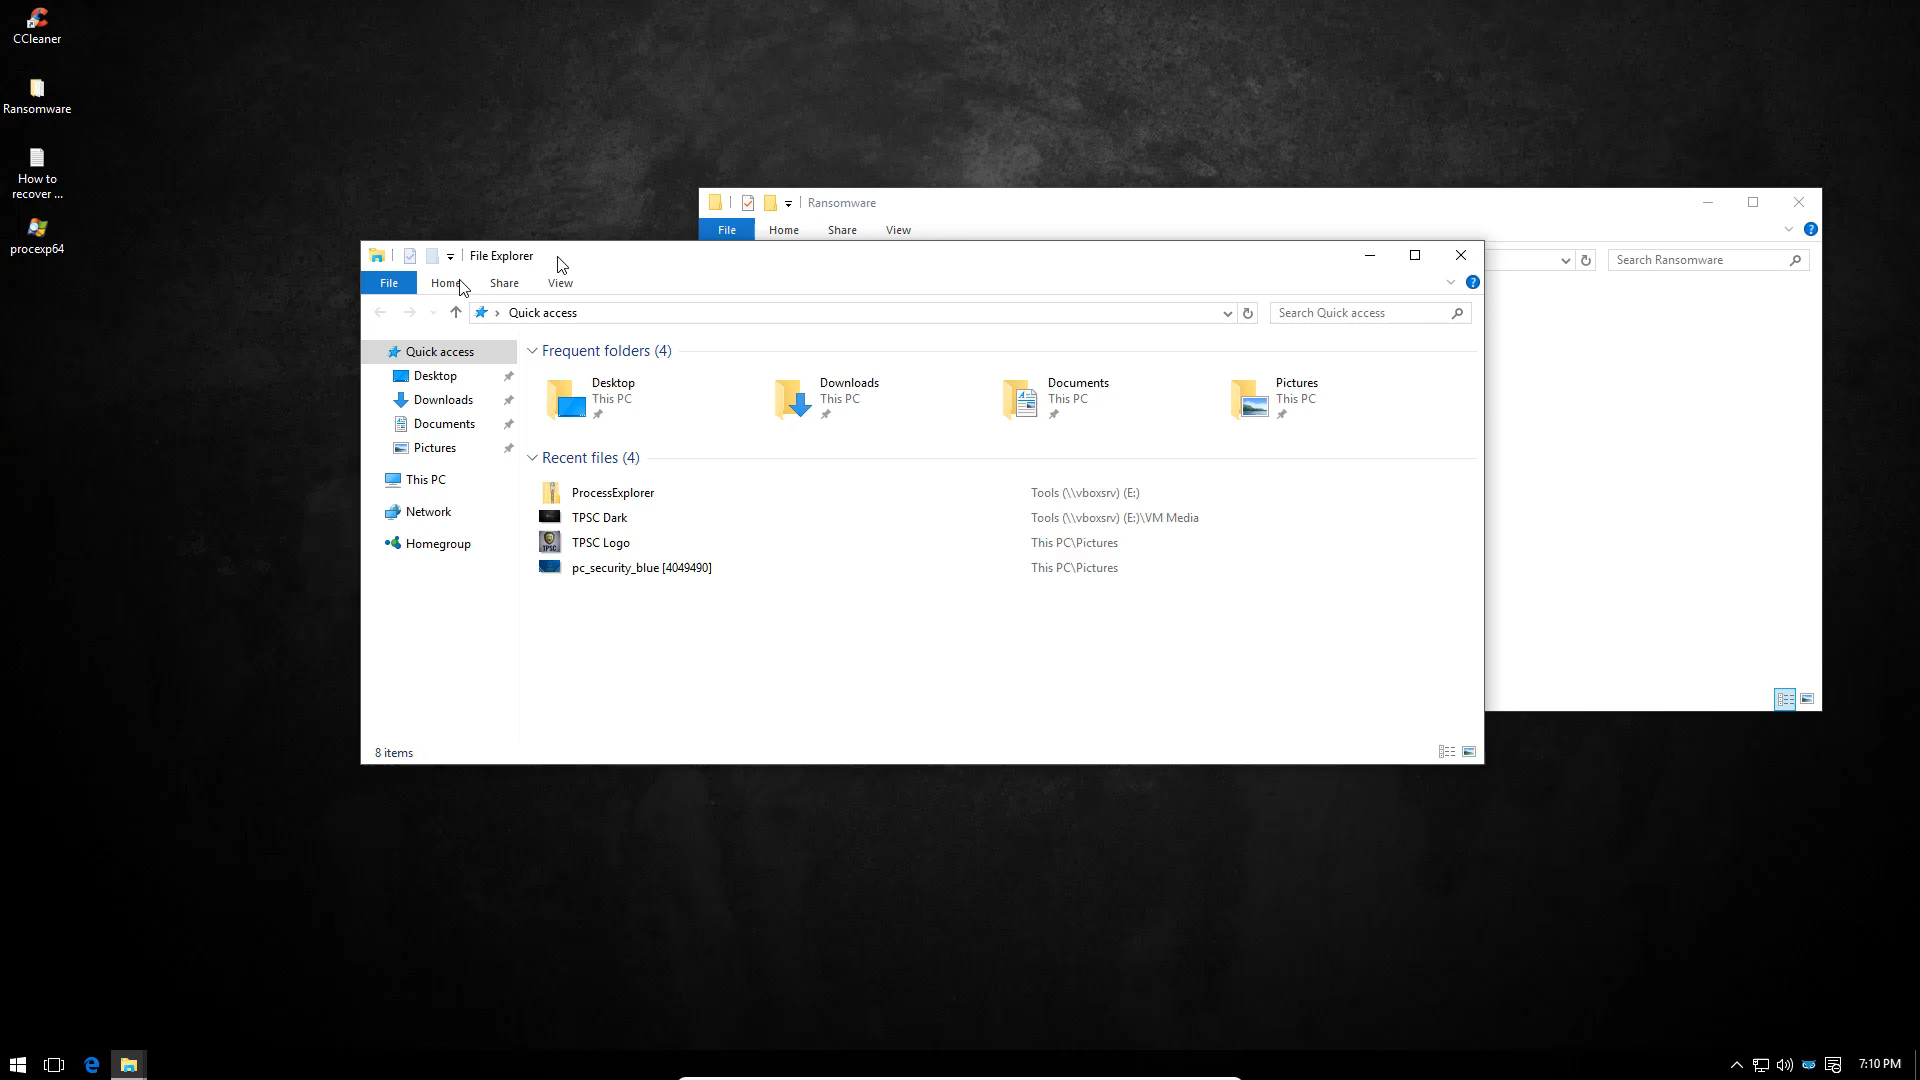 CCleaner
Ransomware
How to
recover ...
procexp64
Ransomware
File
Home
Share
View
Search Ransomware
File Explorer
File
Home
Share
View
Quick access
Search Quick access
Quick access
Desktop
Downloads
Documents
Pictures
This PC
Network
Homegroup
Frequent folders (4)
Desktop
This PC
Downloads
This PC
Documents
This PC
Pictures
This PC
Recent files (4)
ProcessExplorer
Tools (\\vboxsrv) (E:)
TPSC Dark
Tools (\\vboxsrv) (E:)\VM Media
TPSC Logo
This PC\Pictures
pc_security_blue [4049490]
This PC\Pictures
8 items
7:10 PM